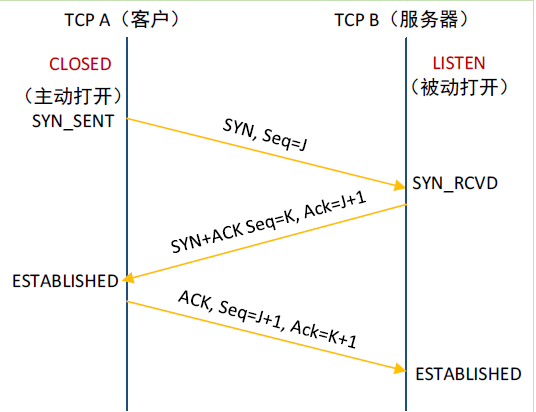 TCP A（客户）
TCP B（服务器）
CLOSED
LISTEN
（主动打开）
（被动打开）
SYN_SENT
SYN, Seq=J
SYN_RCVD
SYN+ACK Seq=K, Ack=J+1
ESTABLISHED
ACK, Seq=J+1, Ack=K+1
ESTABLISHED